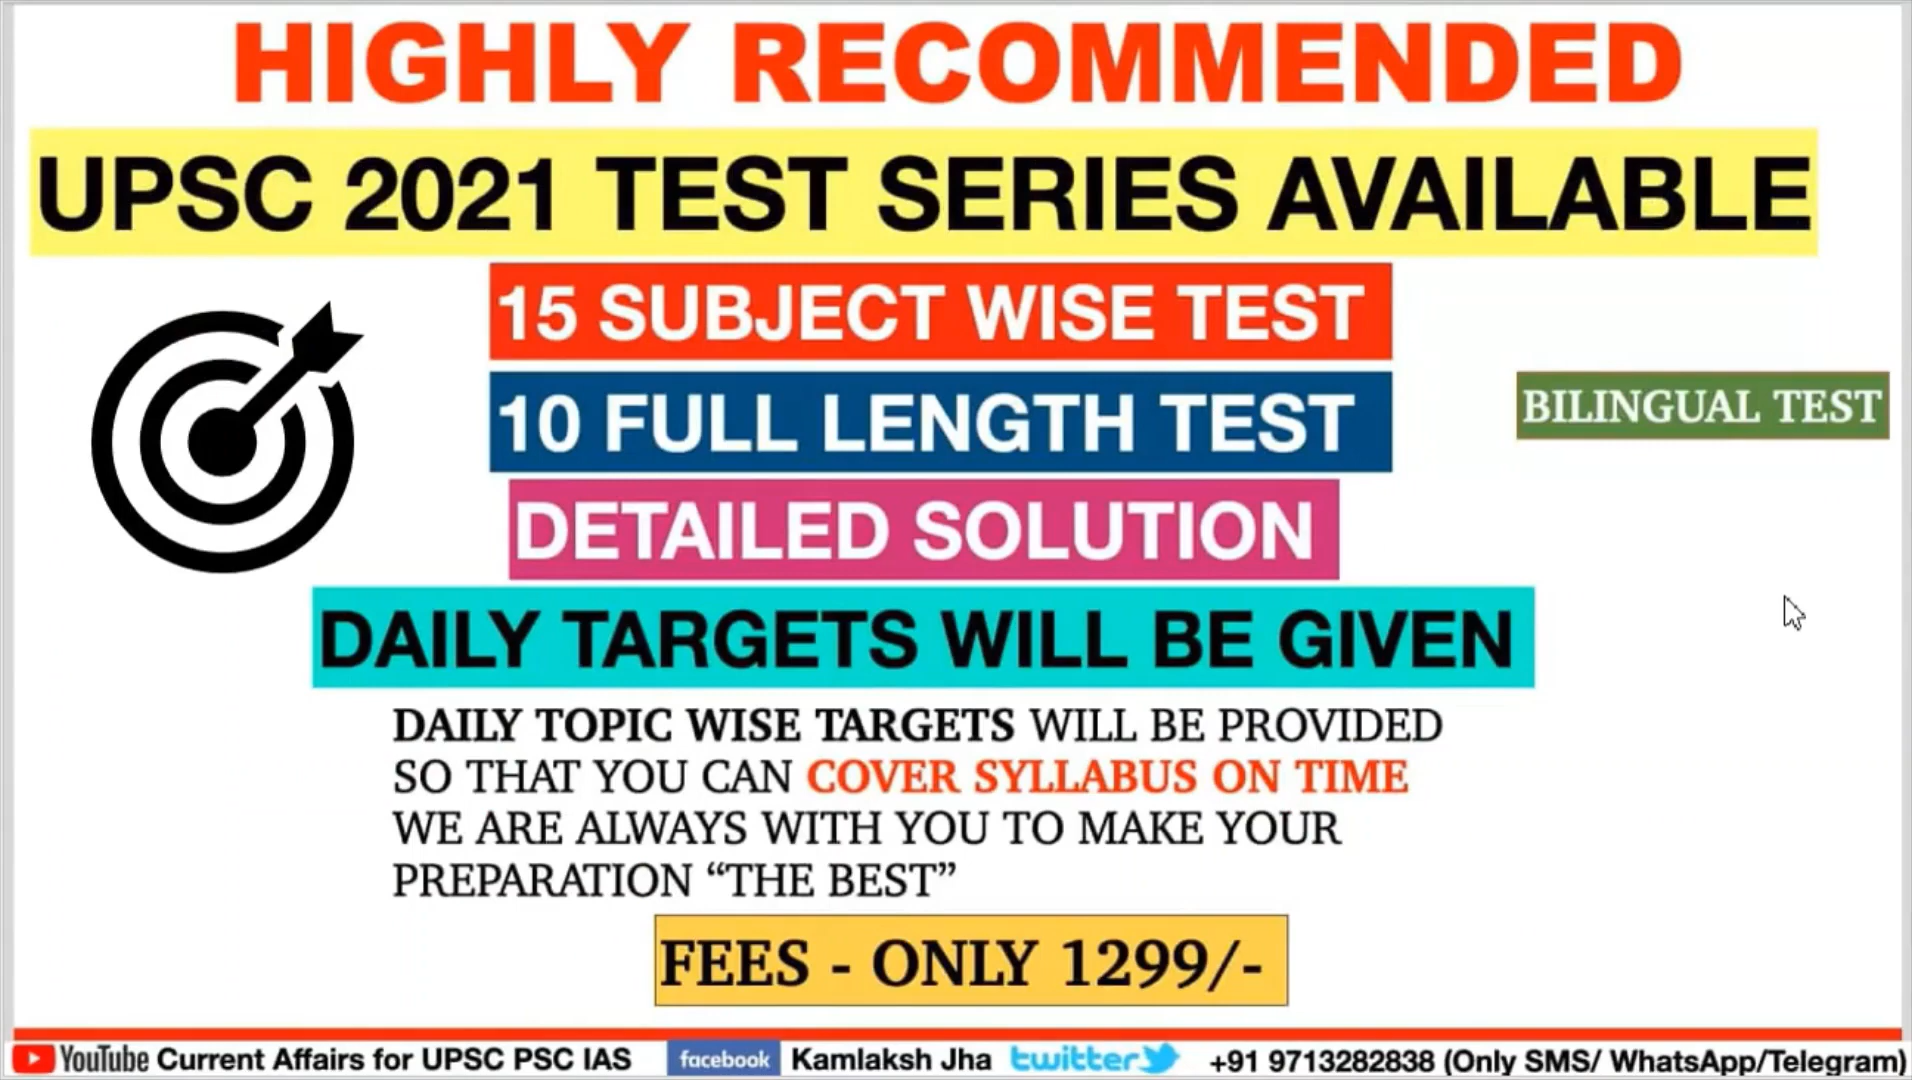 HIGHLY RECOMMENDED
UPSC 2021 TEST SERIES AVAILABLE
15 SUBJECT WISE TEST
10 FULL LENGTH TEST
BILINGUAL TEST
DETAILED SOLUTION
DAILY TARGETS WILL BE GIVEN
DAILY TOPIC WISE TARGETS WILL BE PROVIDED
SO THAT YOU CAN COVER SYLLABUS ON TIME
WE ARE ALWAYS WITH YOU TO MAKE YOUR
PREPARATION “THE BEST”
FEES - ONLY 1299/-
YouTube Current Affairs for UPSC PSC IAS facebook Kamlaksh Jha twitter +91 9713282838 (Only SMS/ WhatsApp/Telegram)